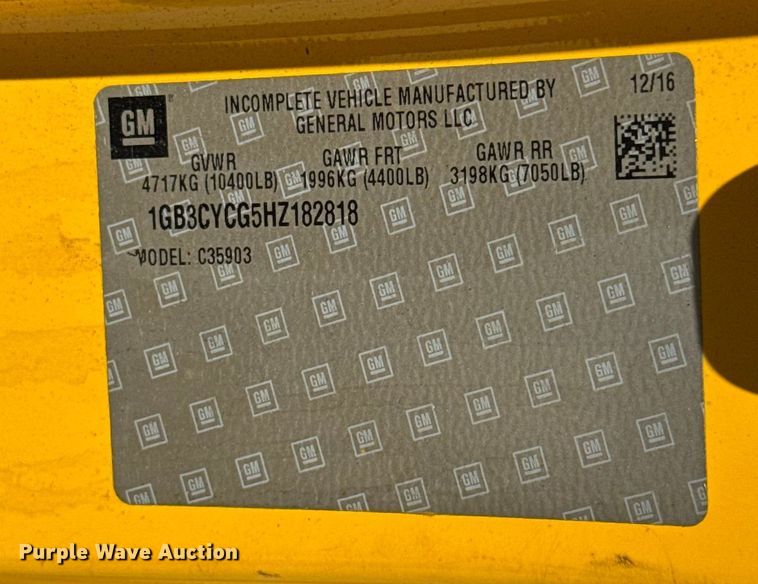 GM
INCOMPLETE VEHICLE MANUFACTURED BY
GENERAL MOTORS LLC
12/16
GVWR GAWR FRT GAWR RR
4717KG (10400LB) 1996KG (4400LB) 3198KG (7050LB)
1GB3CYCG5HZ182818
MODEL: C35903
Purple Wave Auction